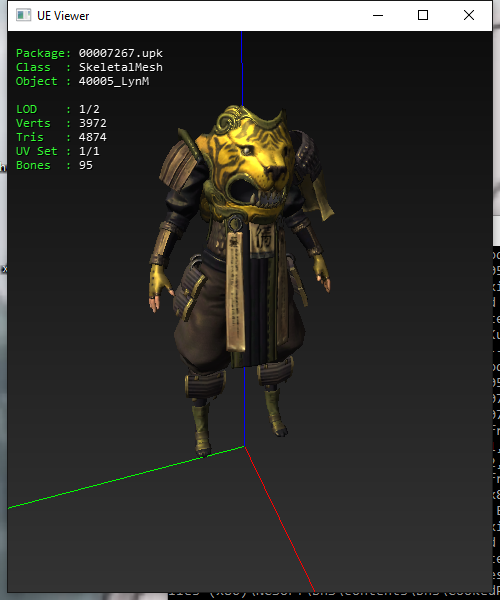 UE Viewer
Package: 00007267.upk
Class : SkeletalMesh
Object : 40005_LynM
LOD : 1/2
Verts : 3972
Tris : 4874
UV Set : 1/1
Bones : 95